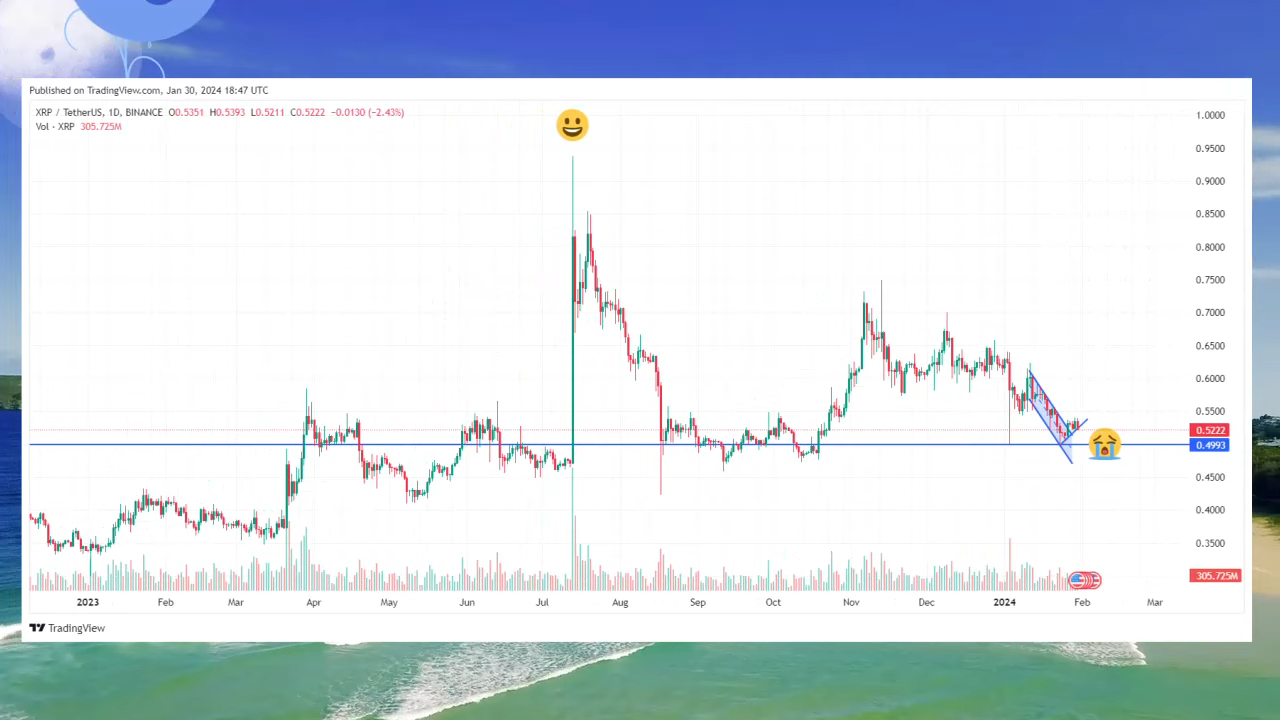 Published on TradingView.com, Jan 30, 2024 18:47 UTC
XRP / TetherUS, 1D, BINANCE O0.5351 H0.5393 L0.5211 C0.5222 −0.0130 (−2.43%)
Vol · XRP 305.725M
1.0000
0.9500
0.9000
0.8500
0.8000
0.7500
0.7000
0.6500
0.6000
0.5500
0.5222
0.4993
0.4500
0.4000
0.3500
305.725M
2023 Feb Mar Apr May Jun Jul Aug Sep Oct Nov Dec 2024 Feb Mar
TradingView